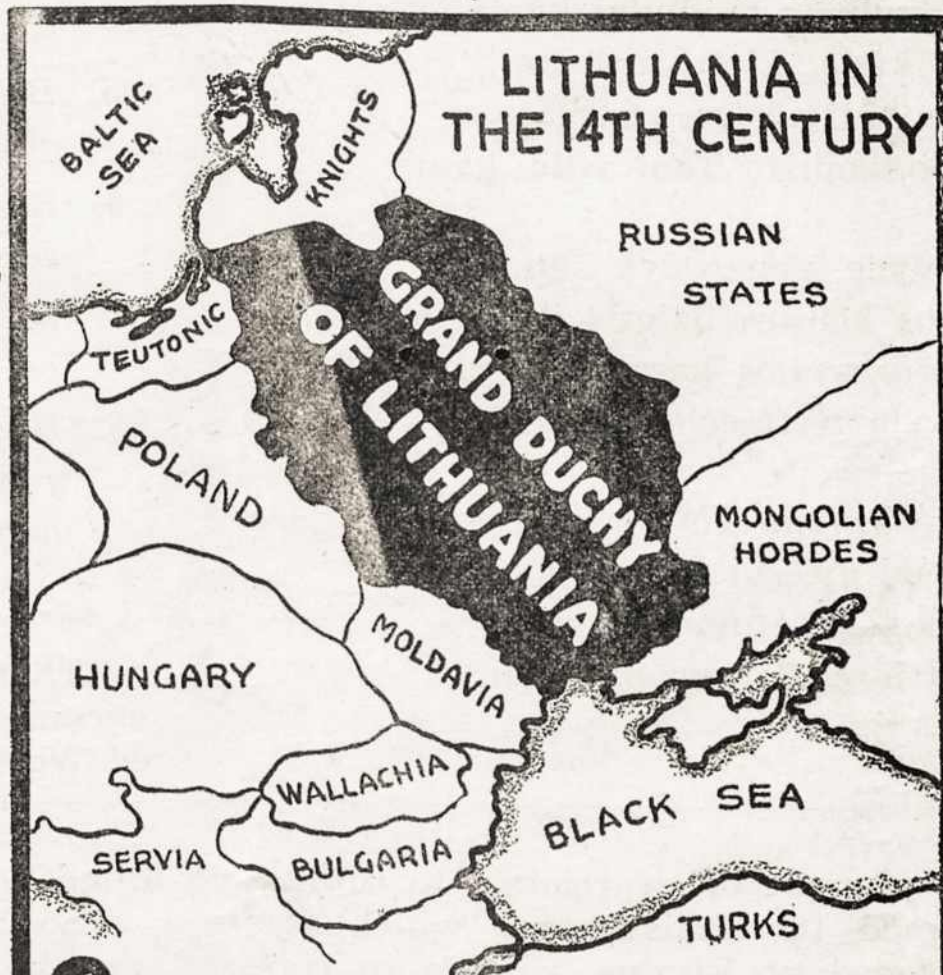 LITHUANIA IN
THE 14TH CENTURY
BALTIC
SEA
KNIGHTS
RUSSIAN
STATES
GRAND DUCHY
OF LITHUANIA
TEUTONIC
POLAND
MONGOLIAN
HORDES
MOLDAVIA
HUNGARY
WALLACHIA
BLACK SEA
SERVIA
BULGARIA
TURKS